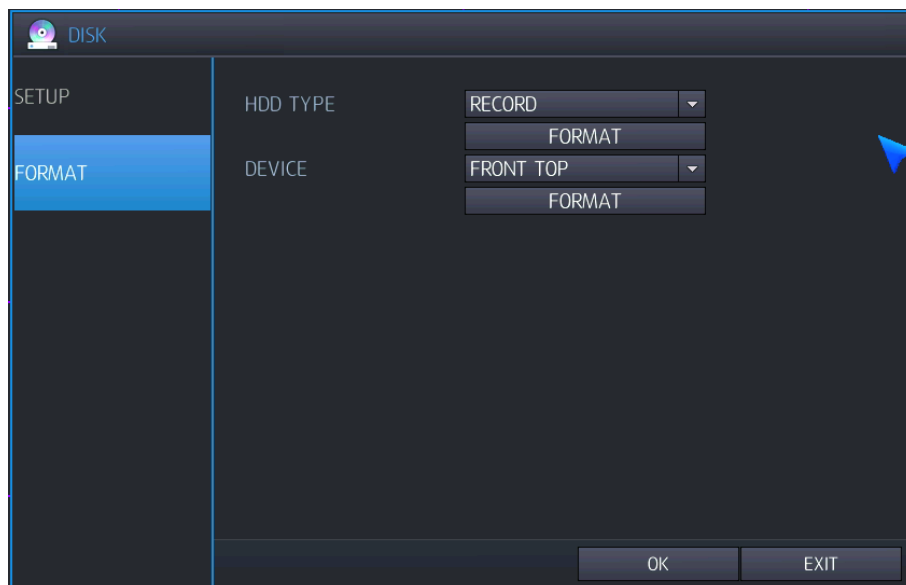 DISK
SETUP
FORMAT
HDD TYPE RECORD
FORMAT
DEVICE FRONT TOP
FORMAT
OK EXIT